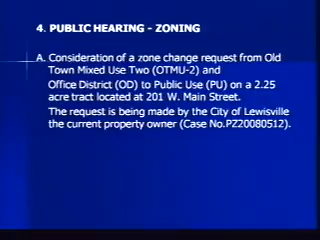 4. PUBLIC HEARING - ZONING
A. Consideration of a zone change request from Old
Town Mixed Use Two (OTMU-2) and
Office District (OD) to Public Use (PU) on a 2.25
acre tract located at 201 W. Main Street.
The request is being made by the City of Lewisville
the current property owner (Case No.PZ20080512).